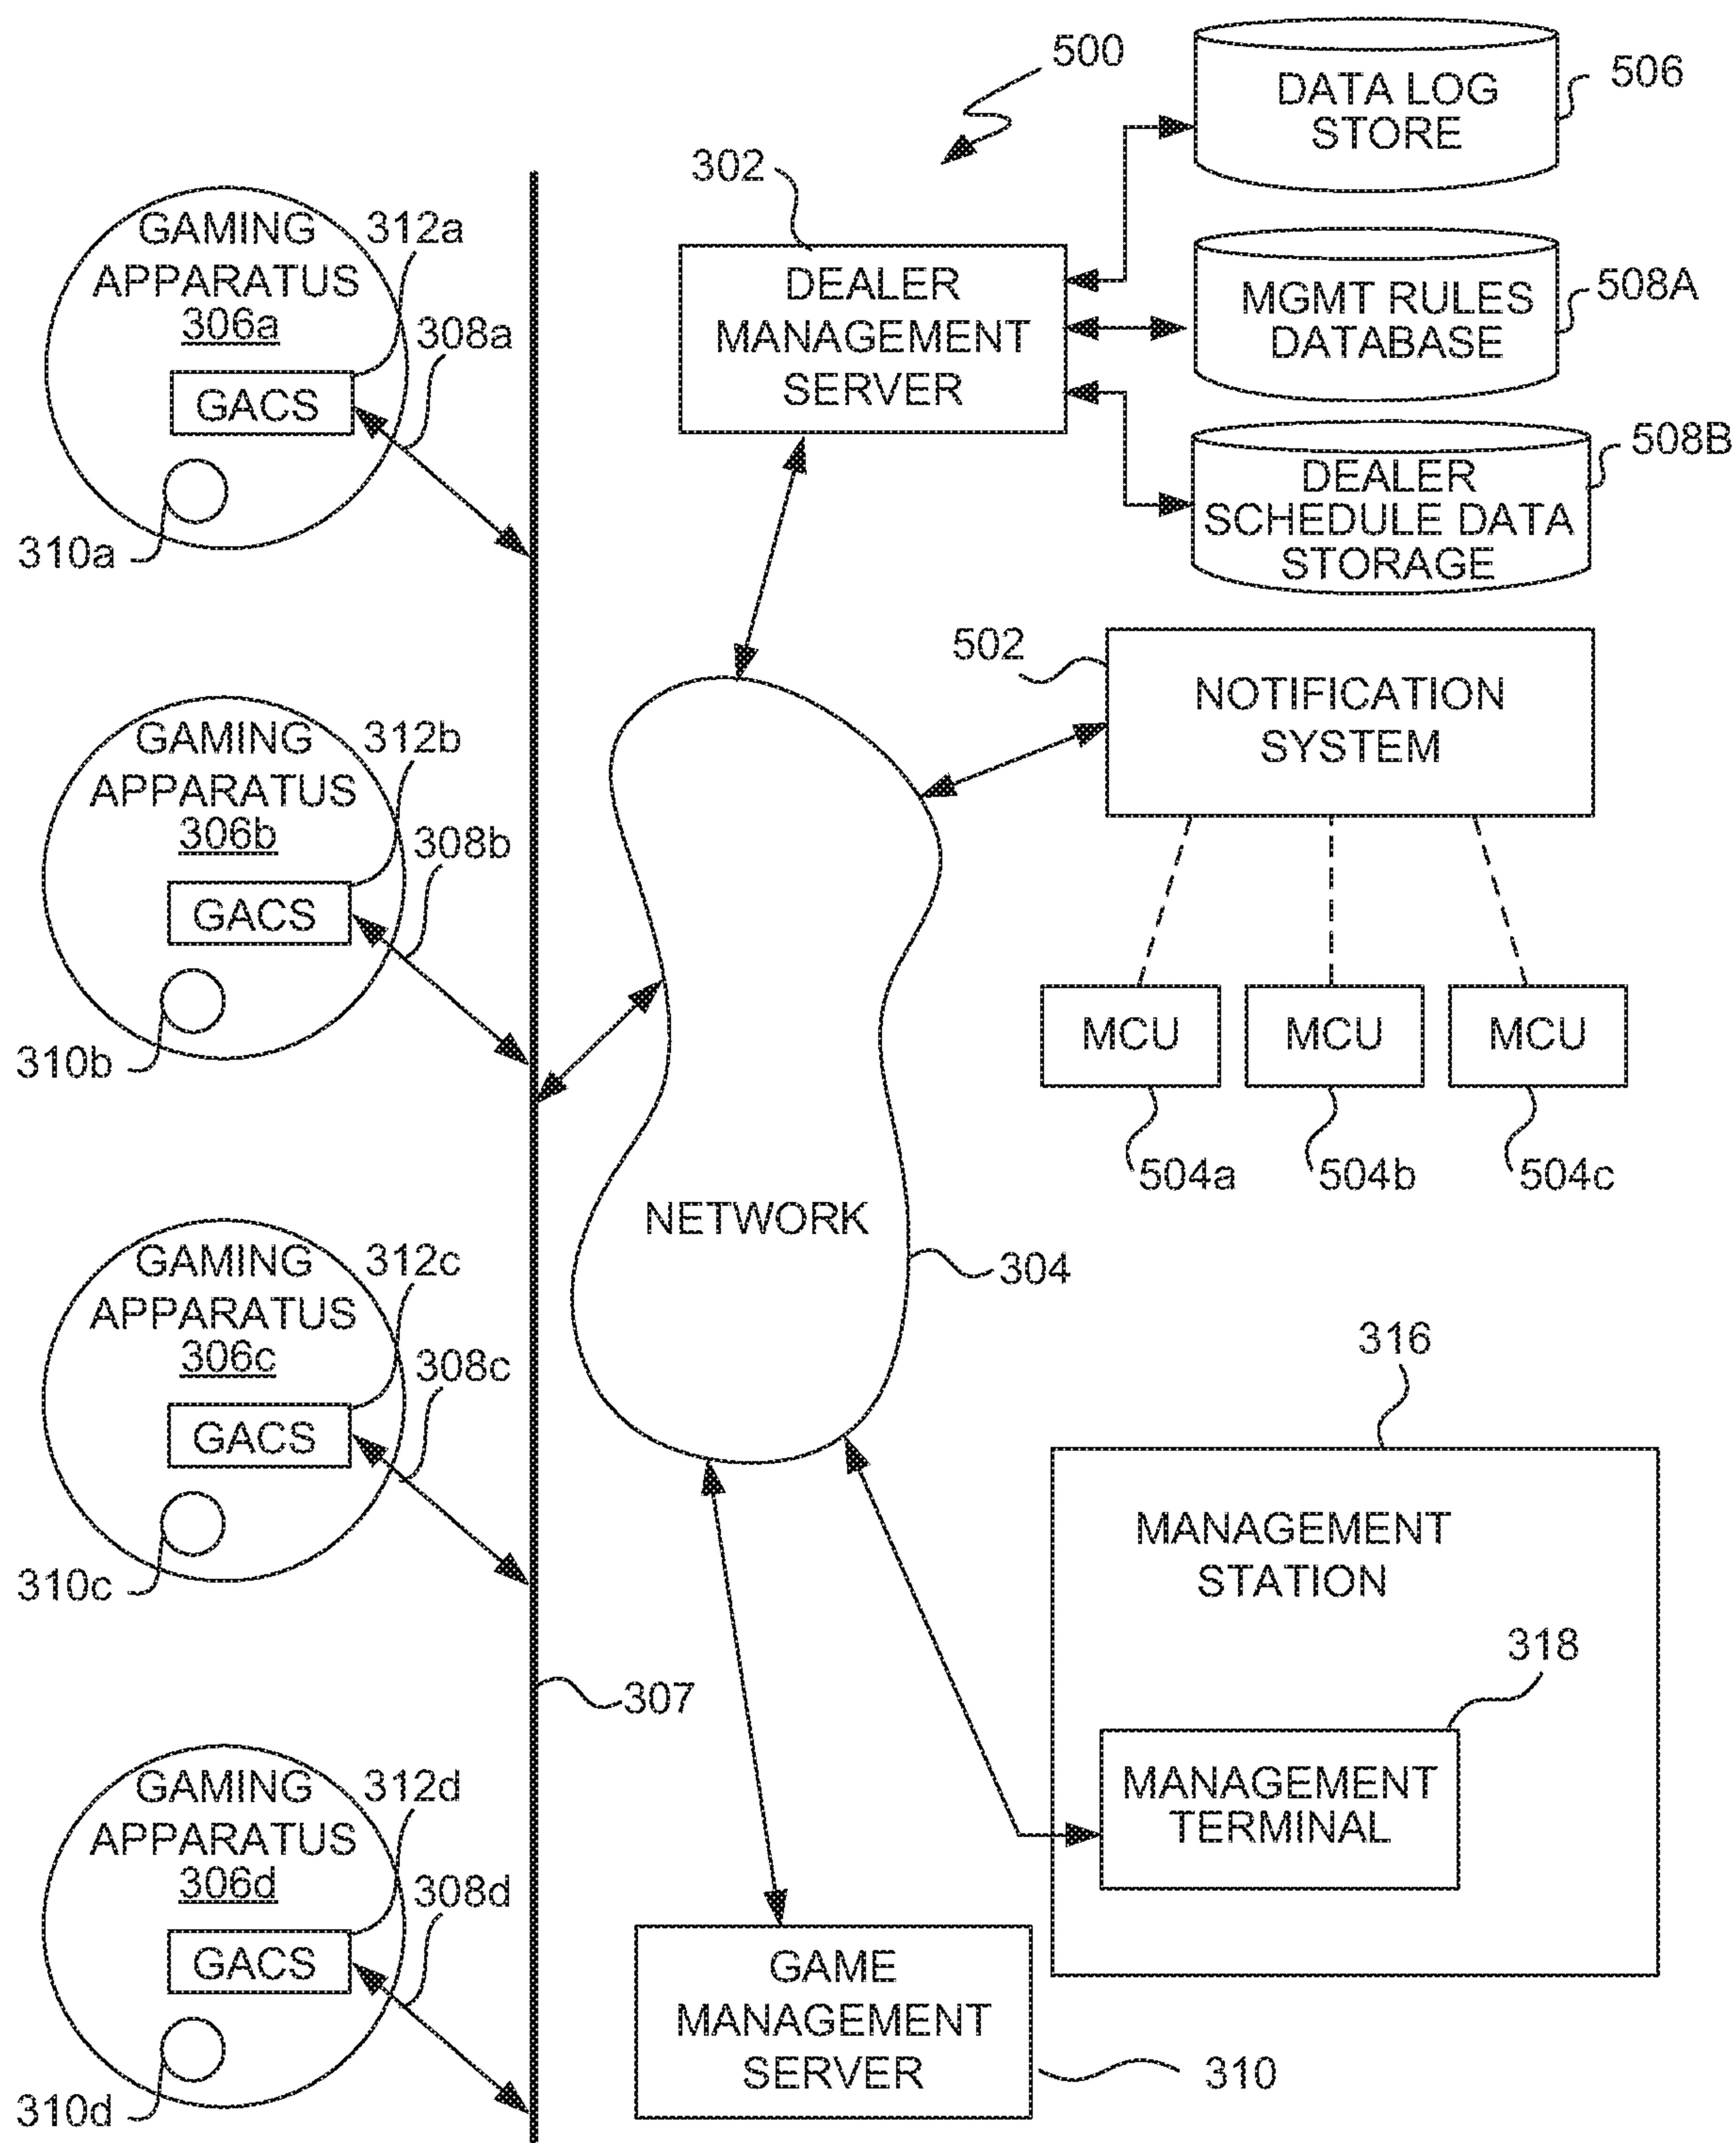 500
DATA LOG
STORE
506
302
DEALER
MANAGEMENT
SERVER
MGMT RULES
DATABASE
508A
DEALER
SCHEDULE DATA
STORAGE
508B
GAMING
APPARATUS
306a
312a
308a
GACS
310a
502
NOTIFICATION
SYSTEM
GAMING
APPARATUS
306b
312b
308b
GACS
310b
MCU
MCU
MCU
504a
504b
504c
NETWORK
304
GAMING
APPARATUS
306c
312c
308c
GACS
310c
316
MANAGEMENT
STATION
318
MANAGEMENT
TERMINAL
307
GAMING
APPARATUS
306d
312d
308d
GACS
310d
GAME
MANAGEMENT
SERVER
310